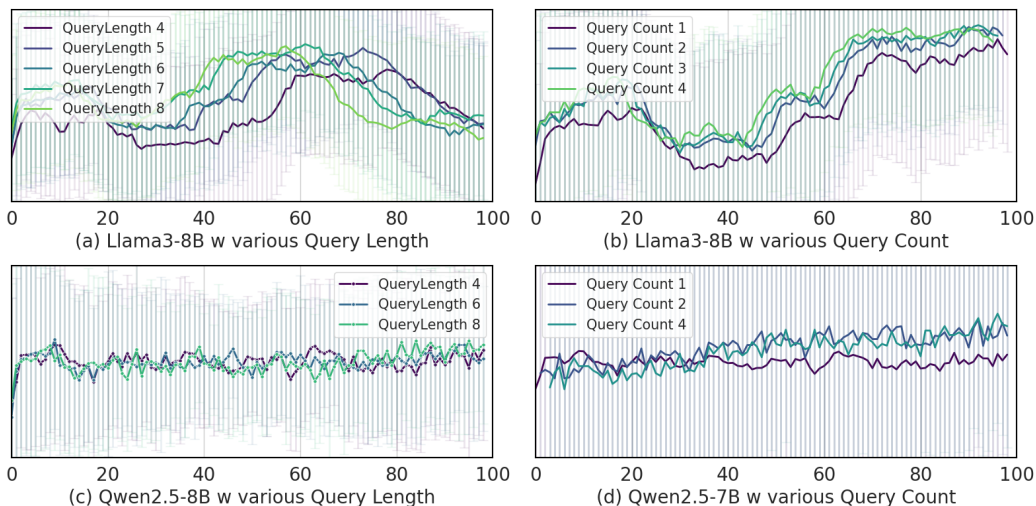 QueryLength 4
QueryLength 5
QueryLength 6
QueryLength 7
QueryLength 8
0 20 40 60 80 100
(a) Llama3-8B w various Query Length
Query Count 1
Query Count 2
Query Count 3
Query Count 4
0 20 40 60 80 100
(b) Llama3-8B w various Query Count
QueryLength 4
QueryLength 6
QueryLength 8
0 20 40 60 80 100
(c) Qwen2.5-8B w various Query Length
Query Count 1
Query Count 2
Query Count 4
0 20 40 60 80 100
(d) Qwen2.5-7B w various Query Count